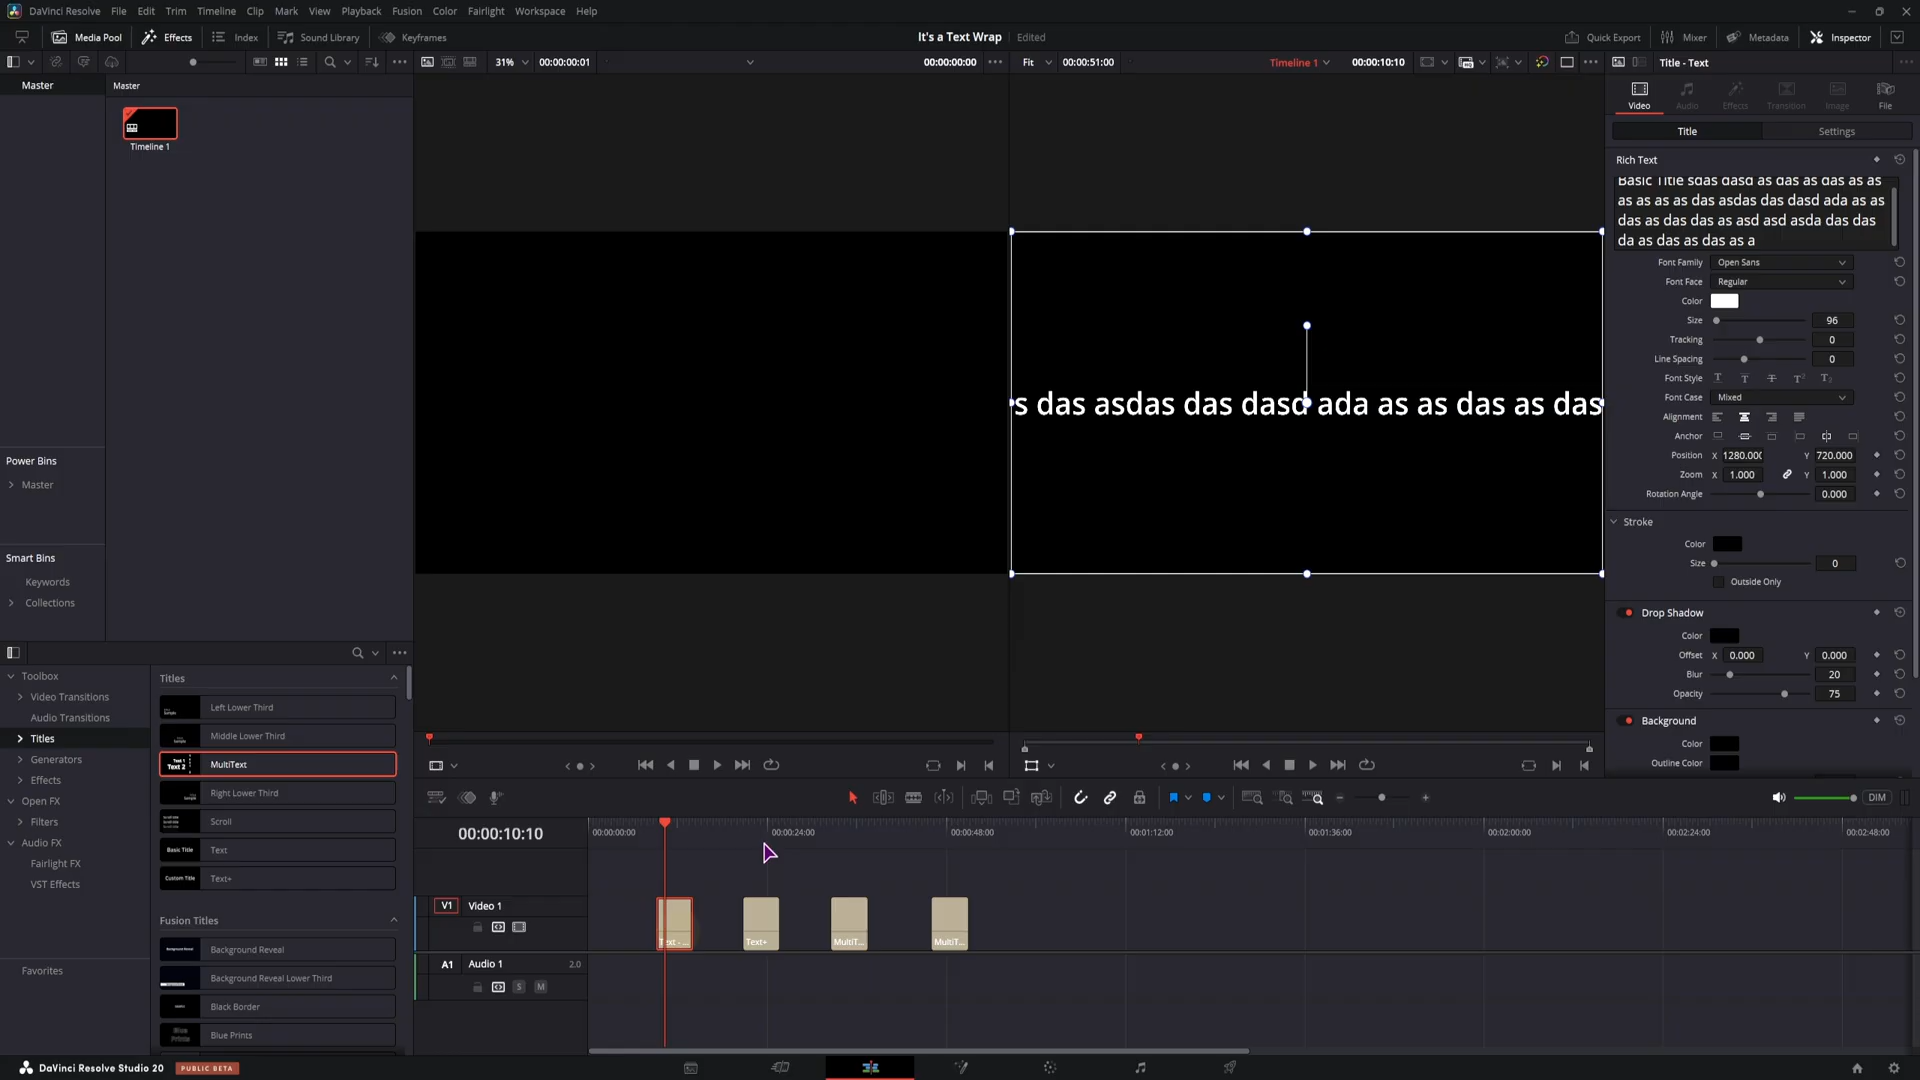 DaVinci Resolve File Edit Trim Timeline Clip Mark View Playback Fusion Color Fairlight Workspace Help
Media Pool Effects Index Sound Library Keyframes It's a Text Wrap Edited Quick Export Mixer Metadata Inspector
31% 00:00:00:01 00:00:00:00 Fit 00:00:51:00 Timeline 1 00:00:10:10 Title - Text
Master Master
Timeline 1
Power Bins
Master
Smart Bins
Keywords
Collections
s das asdas das dasd ada as as das as das
Video Audio Effects Transition Image File
Title Settings
Rich Text
Basic Title sdas dasd as das as das as as
as as as as das asdas das dasd ada as as
das as das das as asd asd asda das das
da as das as das as a
Font Family Open Sans
Font Face Regular
Color
Size 96
Tracking 0
Line Spacing 0
Font Style T T T T² T₂
Font Case Mixed
Alignment
Anchor
Position X 1280.000 Y 720.000
Zoom X 1.000 Y 1.000
Rotation Angle 0.000
Stroke
Color
Size 0
Outside Only
Drop Shadow
Color
Offset X 0.000 Y 0.000
Blur 20
Opacity 75
Background
Color
Outline Color
Toolbox
Video Transitions
Audio Transitions
Titles
Generators
Effects
Open FX
Filters
Audio FX
Fairlight FX
VST Effects
Favorites
Titles
Left Lower Third
Middle Lower Third
Text 1 Text 2 MultiText
Right Lower Third
Scroll
Basic Title Text
Custom Title Text+
Fusion Titles
Background Reveal
Background Reveal Lower Third
Black Border
Blue Prints
DIM
00:00:10:10 00:00:00:00 00:00:24:00 00:00:48:00 00:01:12:00 00:01:36:00 00:02:00:00 00:02:24:00 00:02:48:00
V1 Video 1
Text - ... Text+ MultiT... MultiT...
A1 Audio 1 2.0
S M
DaVinci Resolve Studio 20 PUBLIC BETA